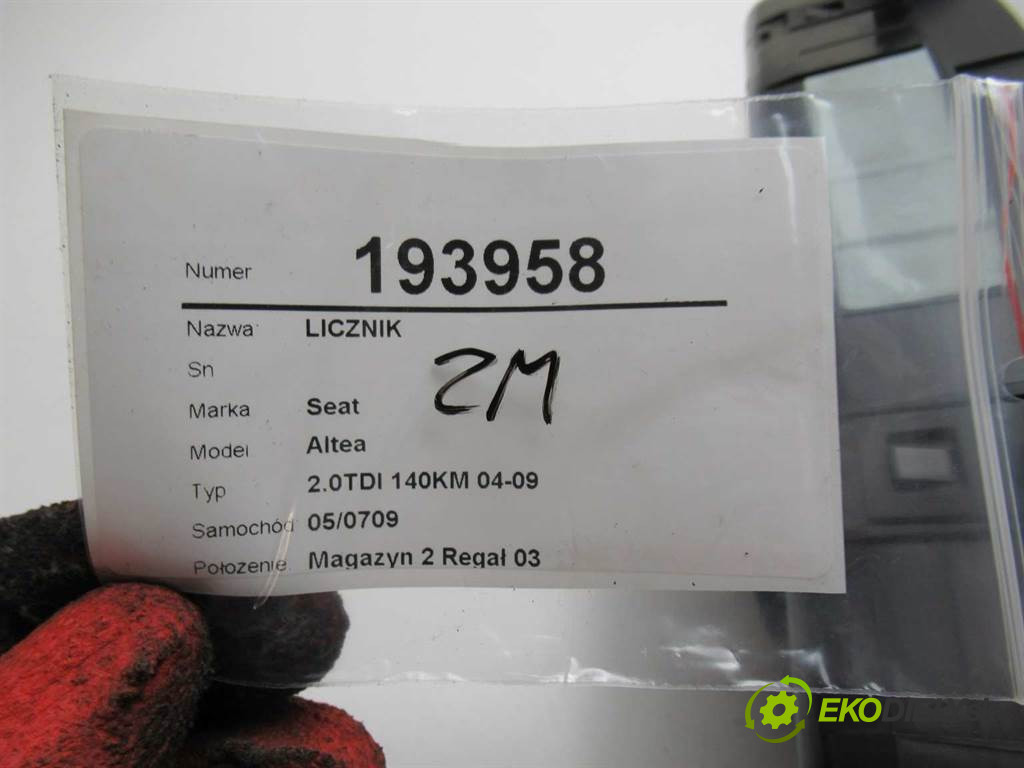 Numer 193958
Nazwa LICZNIK
Sn
ZM
Marka Seat
Model Altea
Typ 2.0TDI 140KM 04-09
Samochód 05/0709
Położenie Magazyn 2 Regał 03